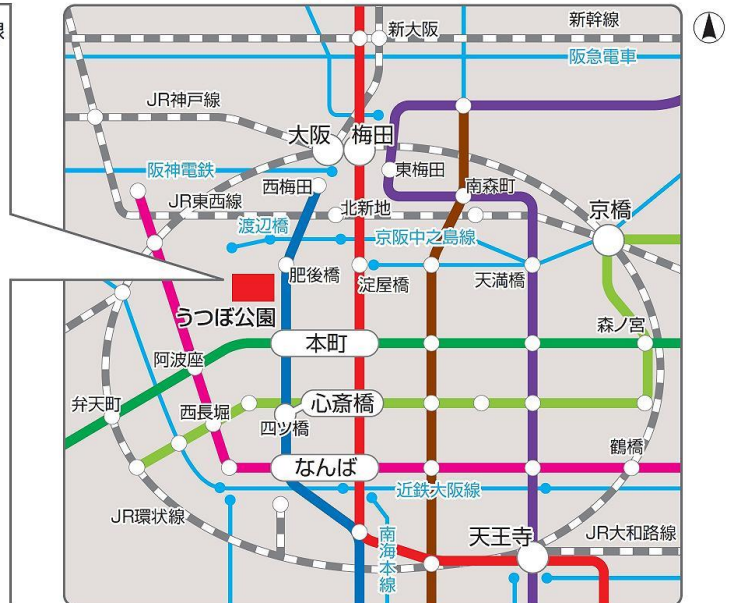 線
新大阪
新幹線
阪急電車
JR神戸線
大阪
梅田
阪神電鉄
西梅田
東梅田
南森町
JR東西線
北新地
京橋
渡辺橋
京阪中之島線
肥後橋
淀屋橋
天満橋
うつぼ公園
森ノ宮
本町
阿波座
弁天町
西長堀
心斎橋
四ツ橋
鶴橋
なんば
近鉄大阪線
JR環状線
南海本線
天王寺
JR大和路線